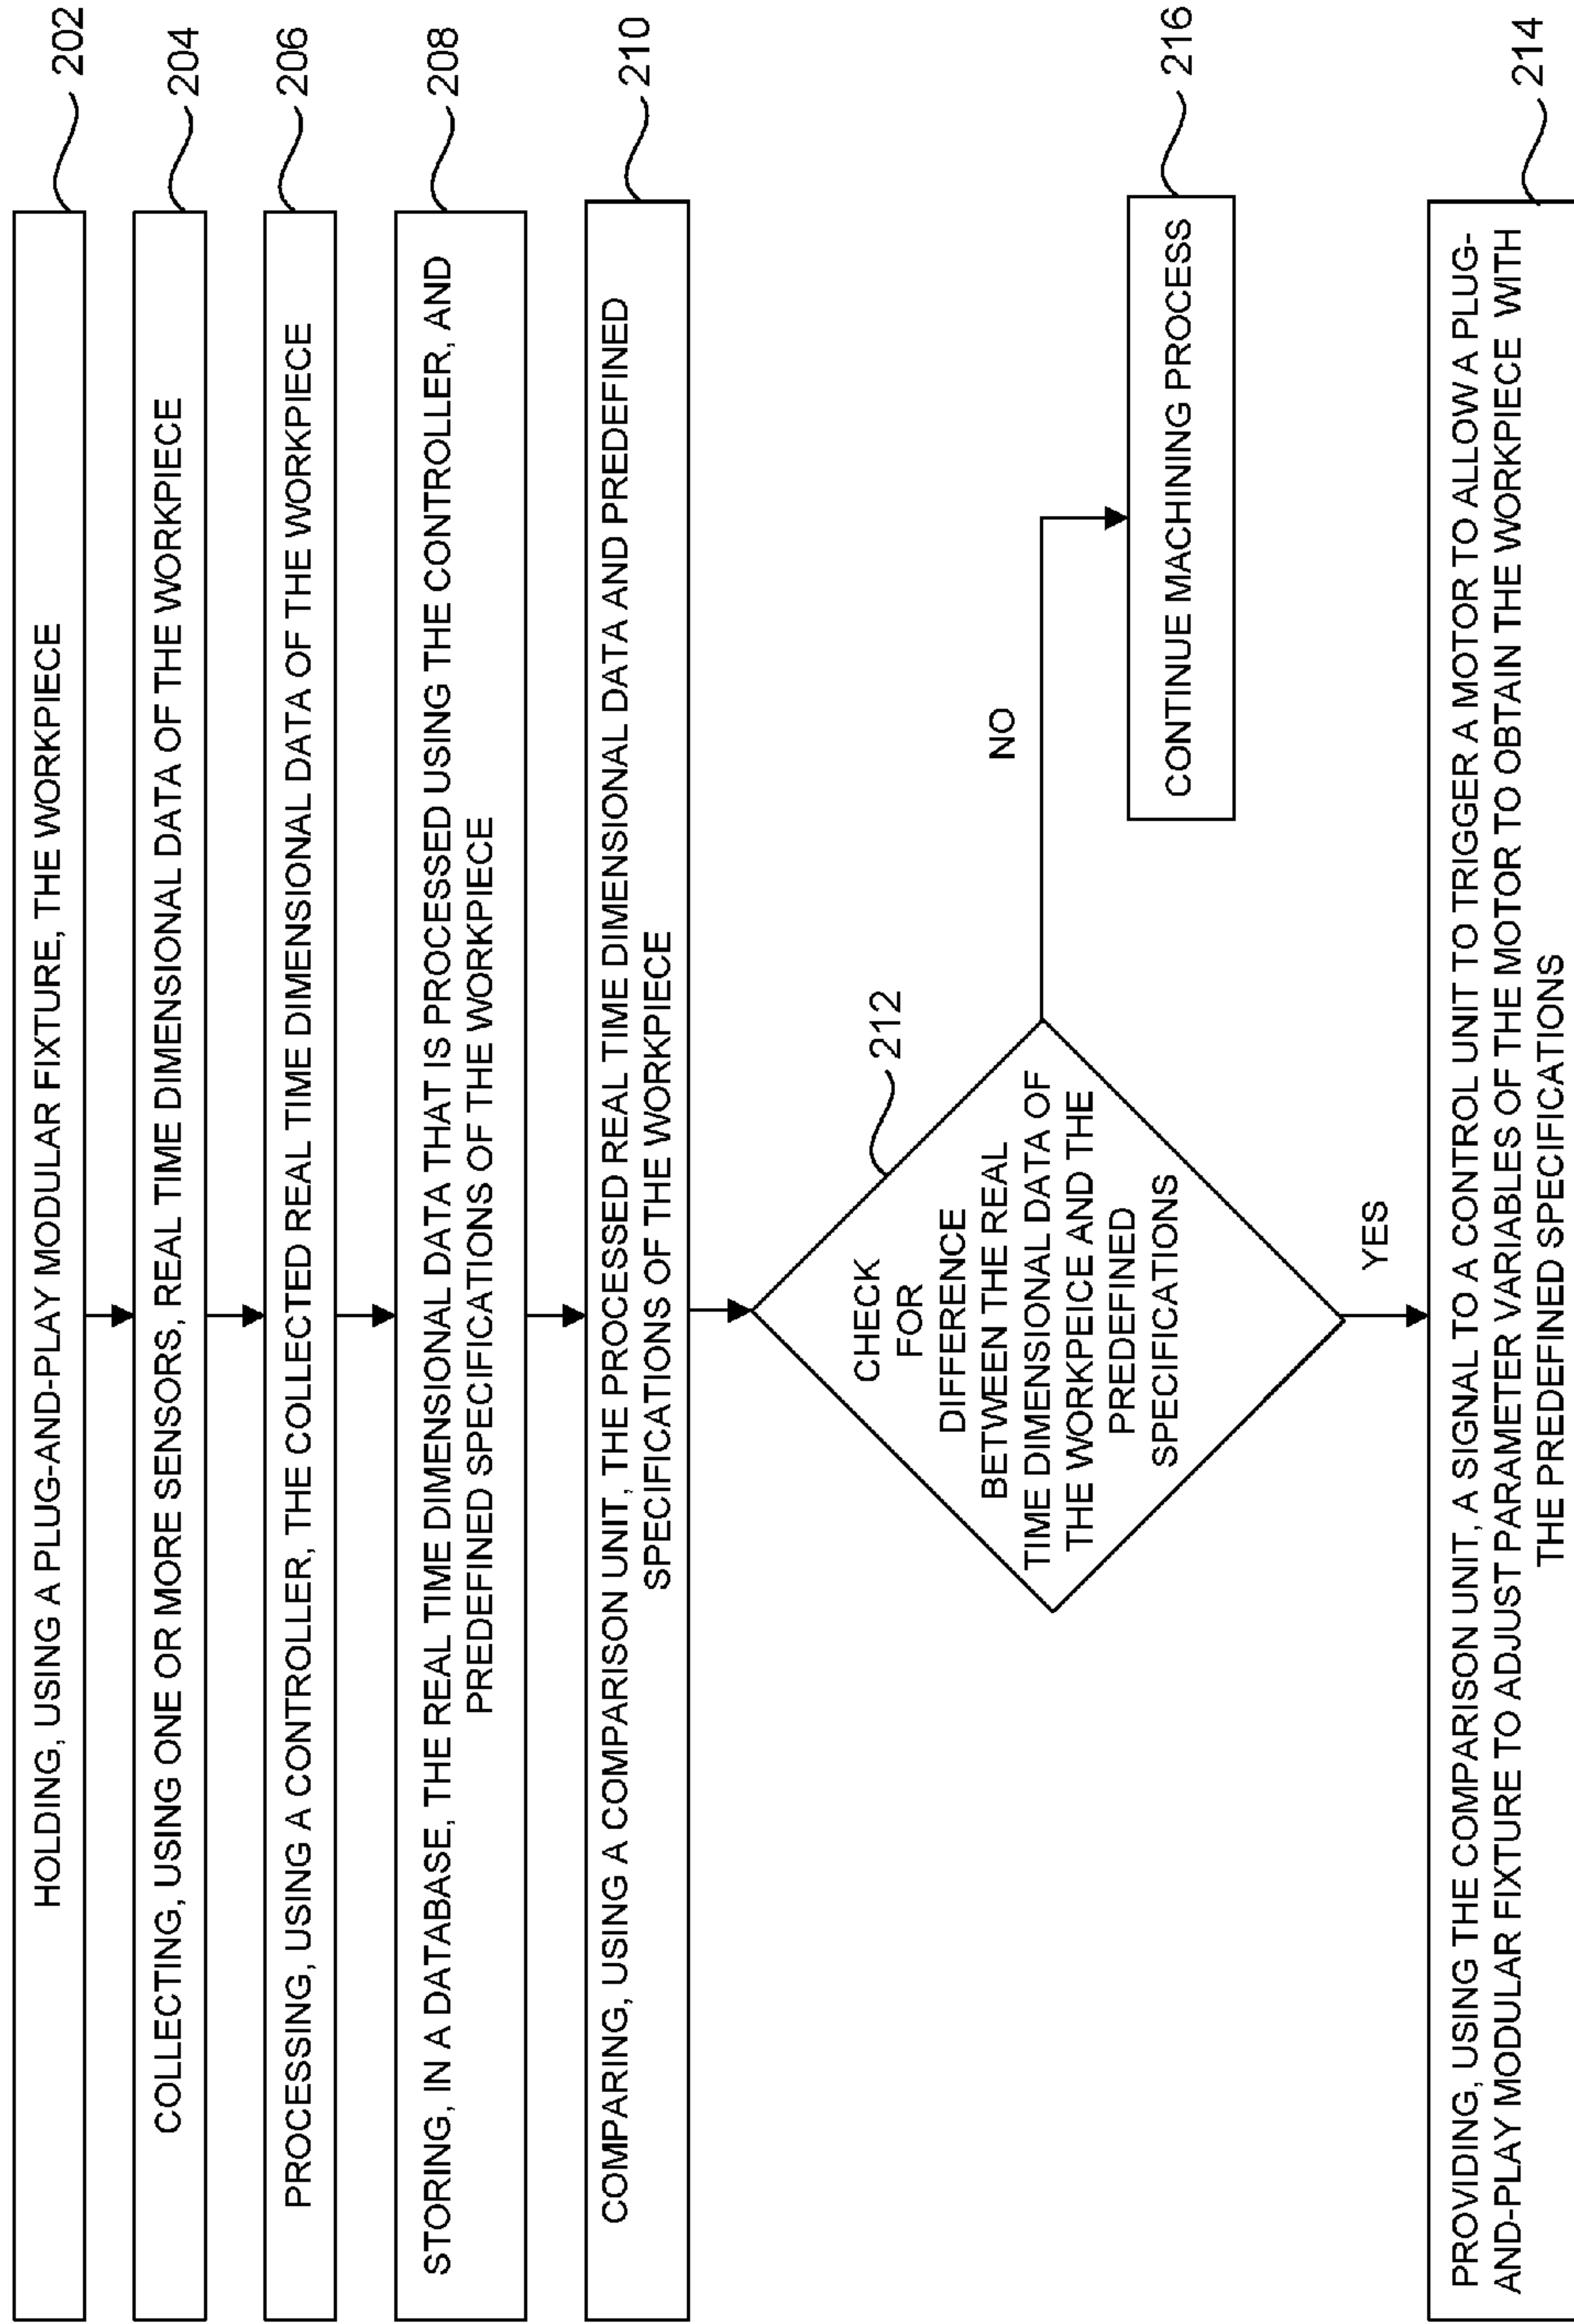 HOLDING, USING A PLUG-AND-PLAY MODULAR FIXTURE, THE WORKPIECE
202
COLLECTING, USING ONE OR MORE SENSORS, REAL TIME DIMENSIONAL DATA OF THE WORKPIECE
204
PROCESSING, USING A CONTROLLER, THE COLLECTED REAL TIME DIMENSIONAL DATA OF THE WORKPIECE
206
STORING, IN A DATABASE, THE REAL TIME DIMENSIONAL DATA THAT IS PROCESSED USING THE CONTROLLER, AND
PREDEFINED SPECIFICATIONS OF THE WORKPIECE
208
COMPARING, USING A COMPARISON UNIT, THE PROCESSED REAL TIME DIMENSIONAL DATA AND PREDEFINED
SPECIFICATIONS OF THE WORKPIECE
210
CHECK
FOR
DIFFERENCE
BETWEEN THE REAL
TIME DIMENSIONAL DATA OF
THE WORKPEICE AND THE
PREDEFINED
SPECIFICATIONS
212
NO
CONTINUE MACHINING PROCESS
216
YES
PROVIDING, USING THE COMPARISON UNIT, A SIGNAL TO A CONTROL UNIT TO TRIGGER A MOTOR TO ALLOW A PLUG-
AND-PLAY MODULAR FIXTURE TO ADJUST PARAMETER VARIABLES OF THE MOTOR TO OBTAIN THE WORKPIECE WITH
THE PREDEFINED SPECIFICATIONS
214